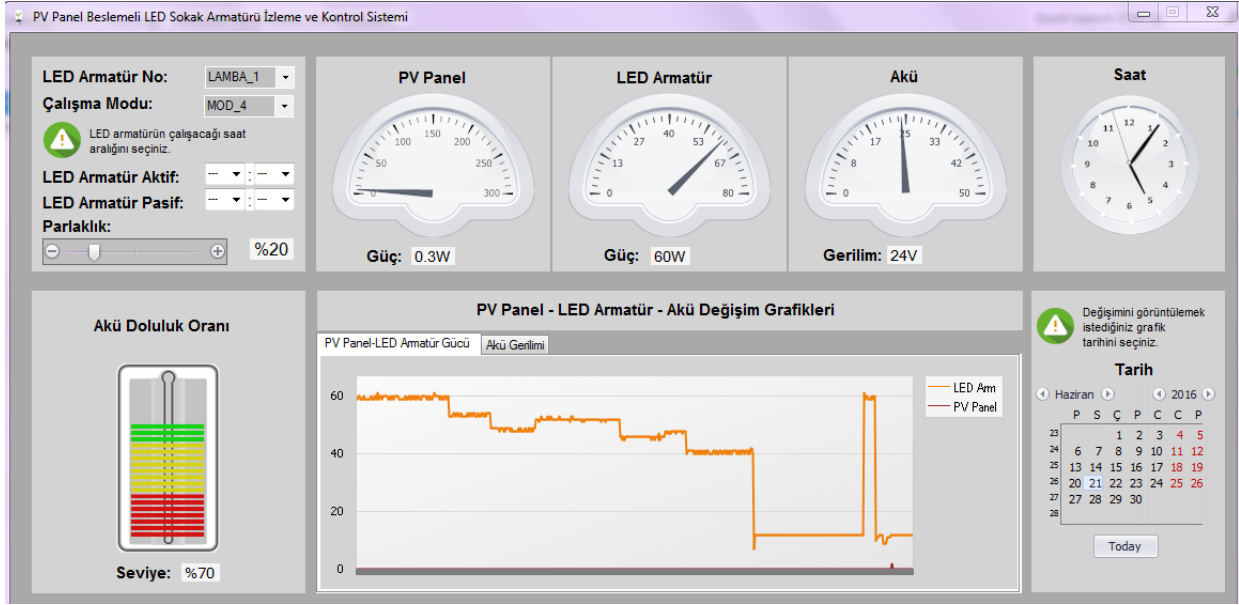 PV Panel Beslemeli LED Sokak Armatürü İzleme ve Kontrol Sistemi
LED Armatür No: LAMBA_1
Çalışma Modu: MOD_4
LED armatürün çalışacağı saat
aralığını seçiniz.
LED Armatür Aktif: -- : --
LED Armatür Pasif: -- : --
Parlaklık:
%20
PV Panel
0 50 100 150 200 250 300
Güç: 0.3W
LED Armatür
0 13 27 40 53 67 80
Güç: 60W
Akü
0 8 17 25 33 42 50
Gerilim: 24V
Saat
12 1 2 3 4 5 6 7 8 9 10 11
Akü Doluluk Oranı
Seviye: %70
PV Panel - LED Armatür - Akü Değişim Grafikleri
PV Panel-LED Armatür Gücü Akü Gerilimi
60
40
20
0
LED Arm
PV Panel
Değişimini görüntülemek
istediğiniz grafik
tarihini seçiniz.
Tarih
Haziran 2016
P S Ç P C C P
23 1 2 3 4 5
24 6 7 8 9 10 11 12
25 13 14 15 16 17 18 19
26 20 21 22 23 24 25 26
27 27 28 29 30
28
Today